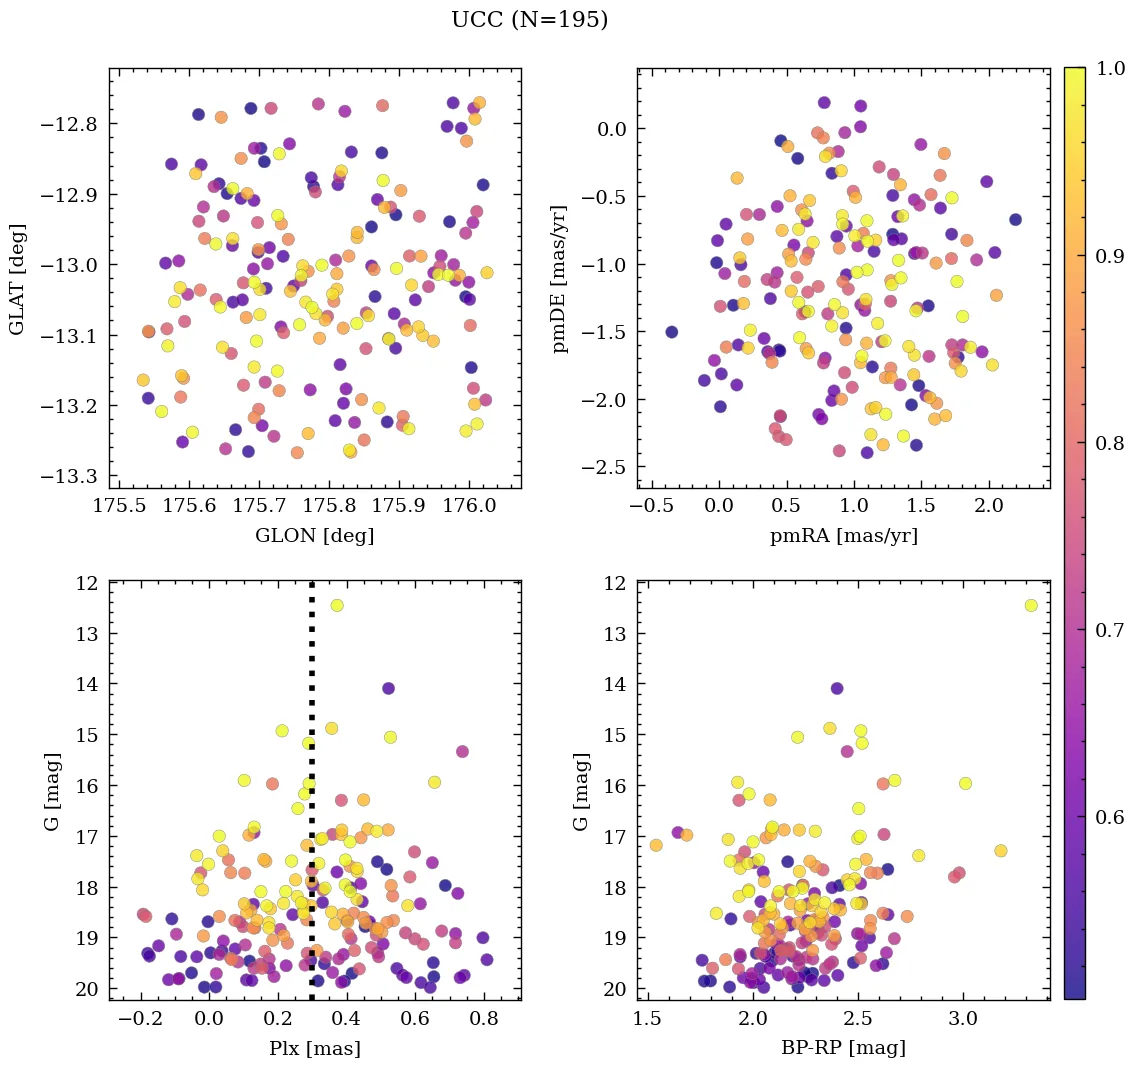 UCC (N=195)
−12.8
−12.9
−13.0
−13.1
−13.2
−13.3
GLAT [deg]
175.5 175.6 175.7 175.8 175.9 176.0
GLON [deg]
0.0
−0.5
−1.0
−1.5
−2.0
−2.5
pmDE [mas/yr]
−0.5 0.0 0.5 1.0 1.5 2.0
pmRA [mas/yr]
12
13
14
15
16
17
18
19
20
G [mag]
−0.2 0.0 0.2 0.4 0.6 0.8
Plx [mas]
12
13
14
15
16
17
18
19
20
G [mag]
1.5 2.0 2.5 3.0
BP-RP [mag]
1.0
0.9
0.8
0.7
0.6